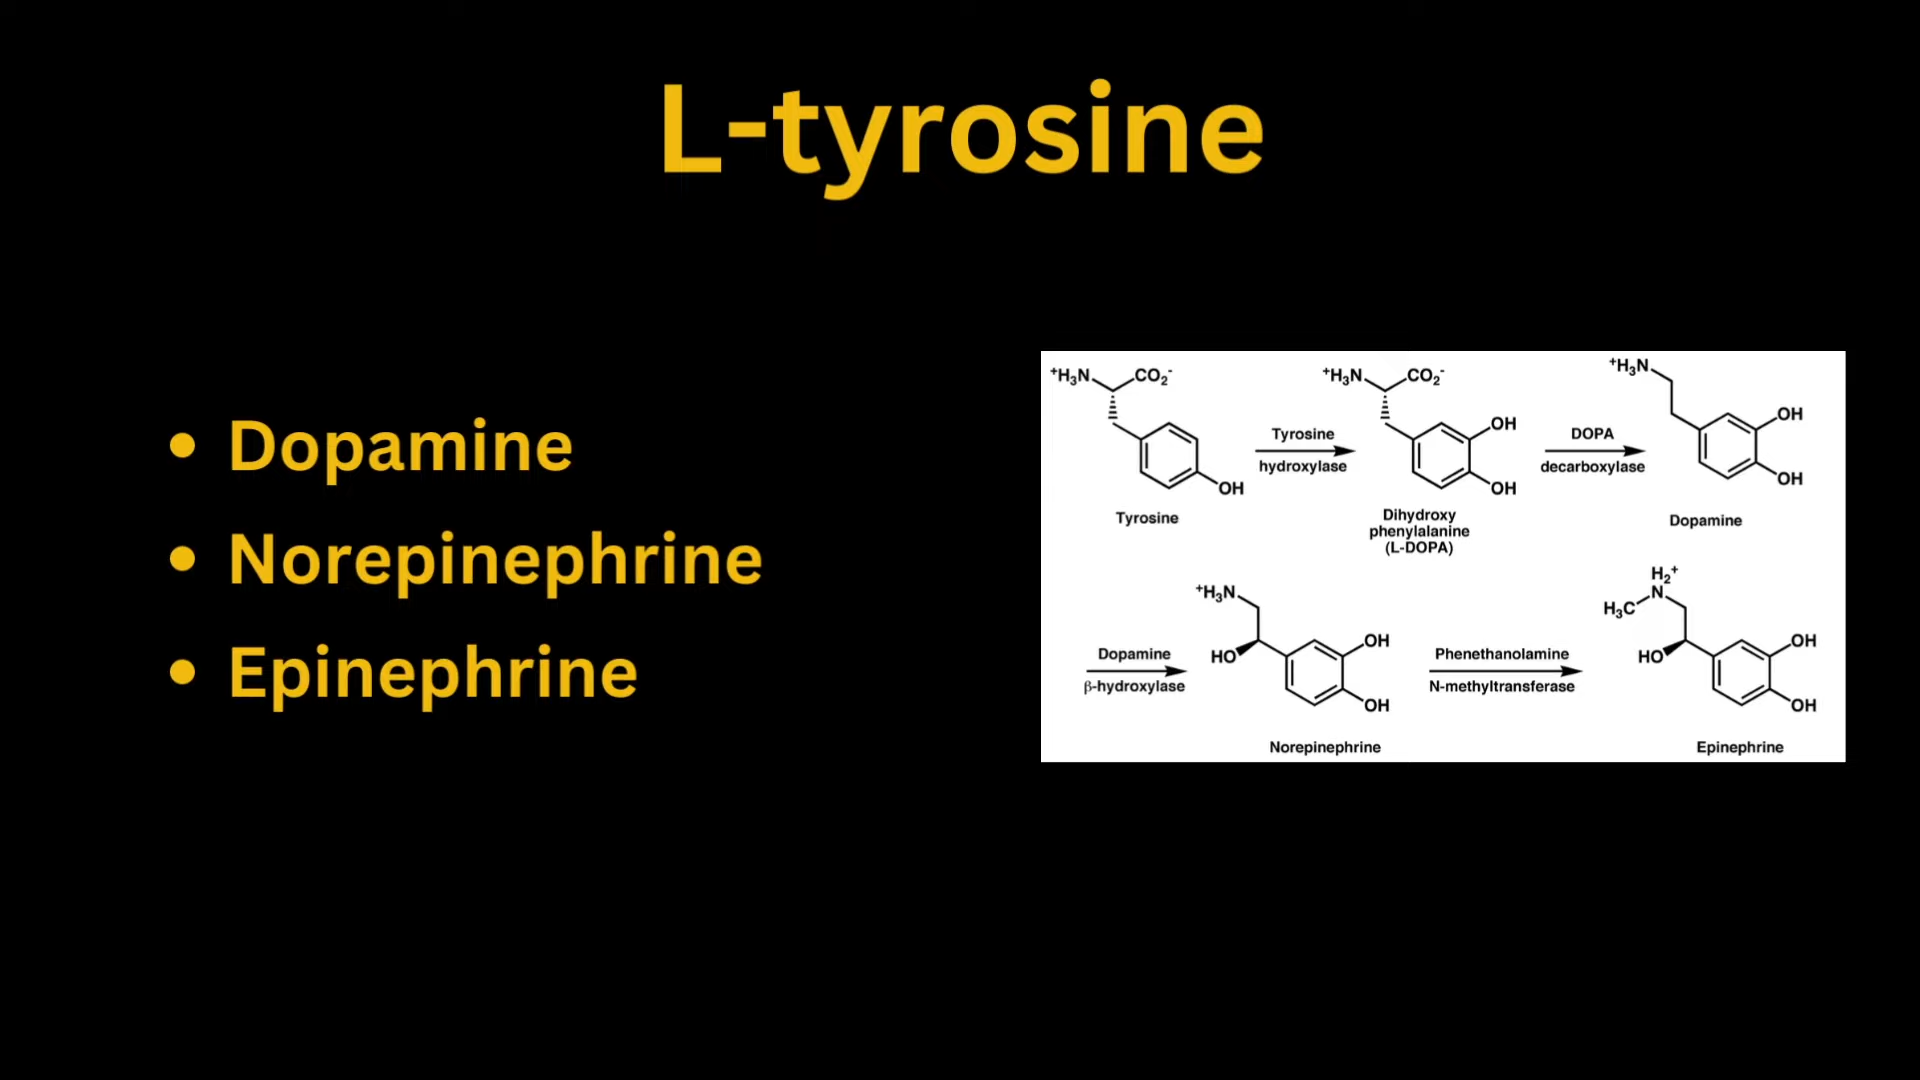 L-tyrosine
• Dopamine
• Norepinephrine
• Epinephrine
⁺H₃N CO₂⁻
OH
Tyrosine
Tyrosine
hydroxylase
⁺H₃N CO₂⁻
OH
OH
Dihydroxy
phenylalanine
(L-DOPA)
DOPA
decarboxylase
⁺H₃N
OH
OH
Dopamine
Dopamine
β-hydroxylase
⁺H₃N
HO
OH
OH
Norepinephrine
Phenethanolamine
N-methyltransferase
H₂⁺
H₃C N
HO
OH
OH
Epinephrine